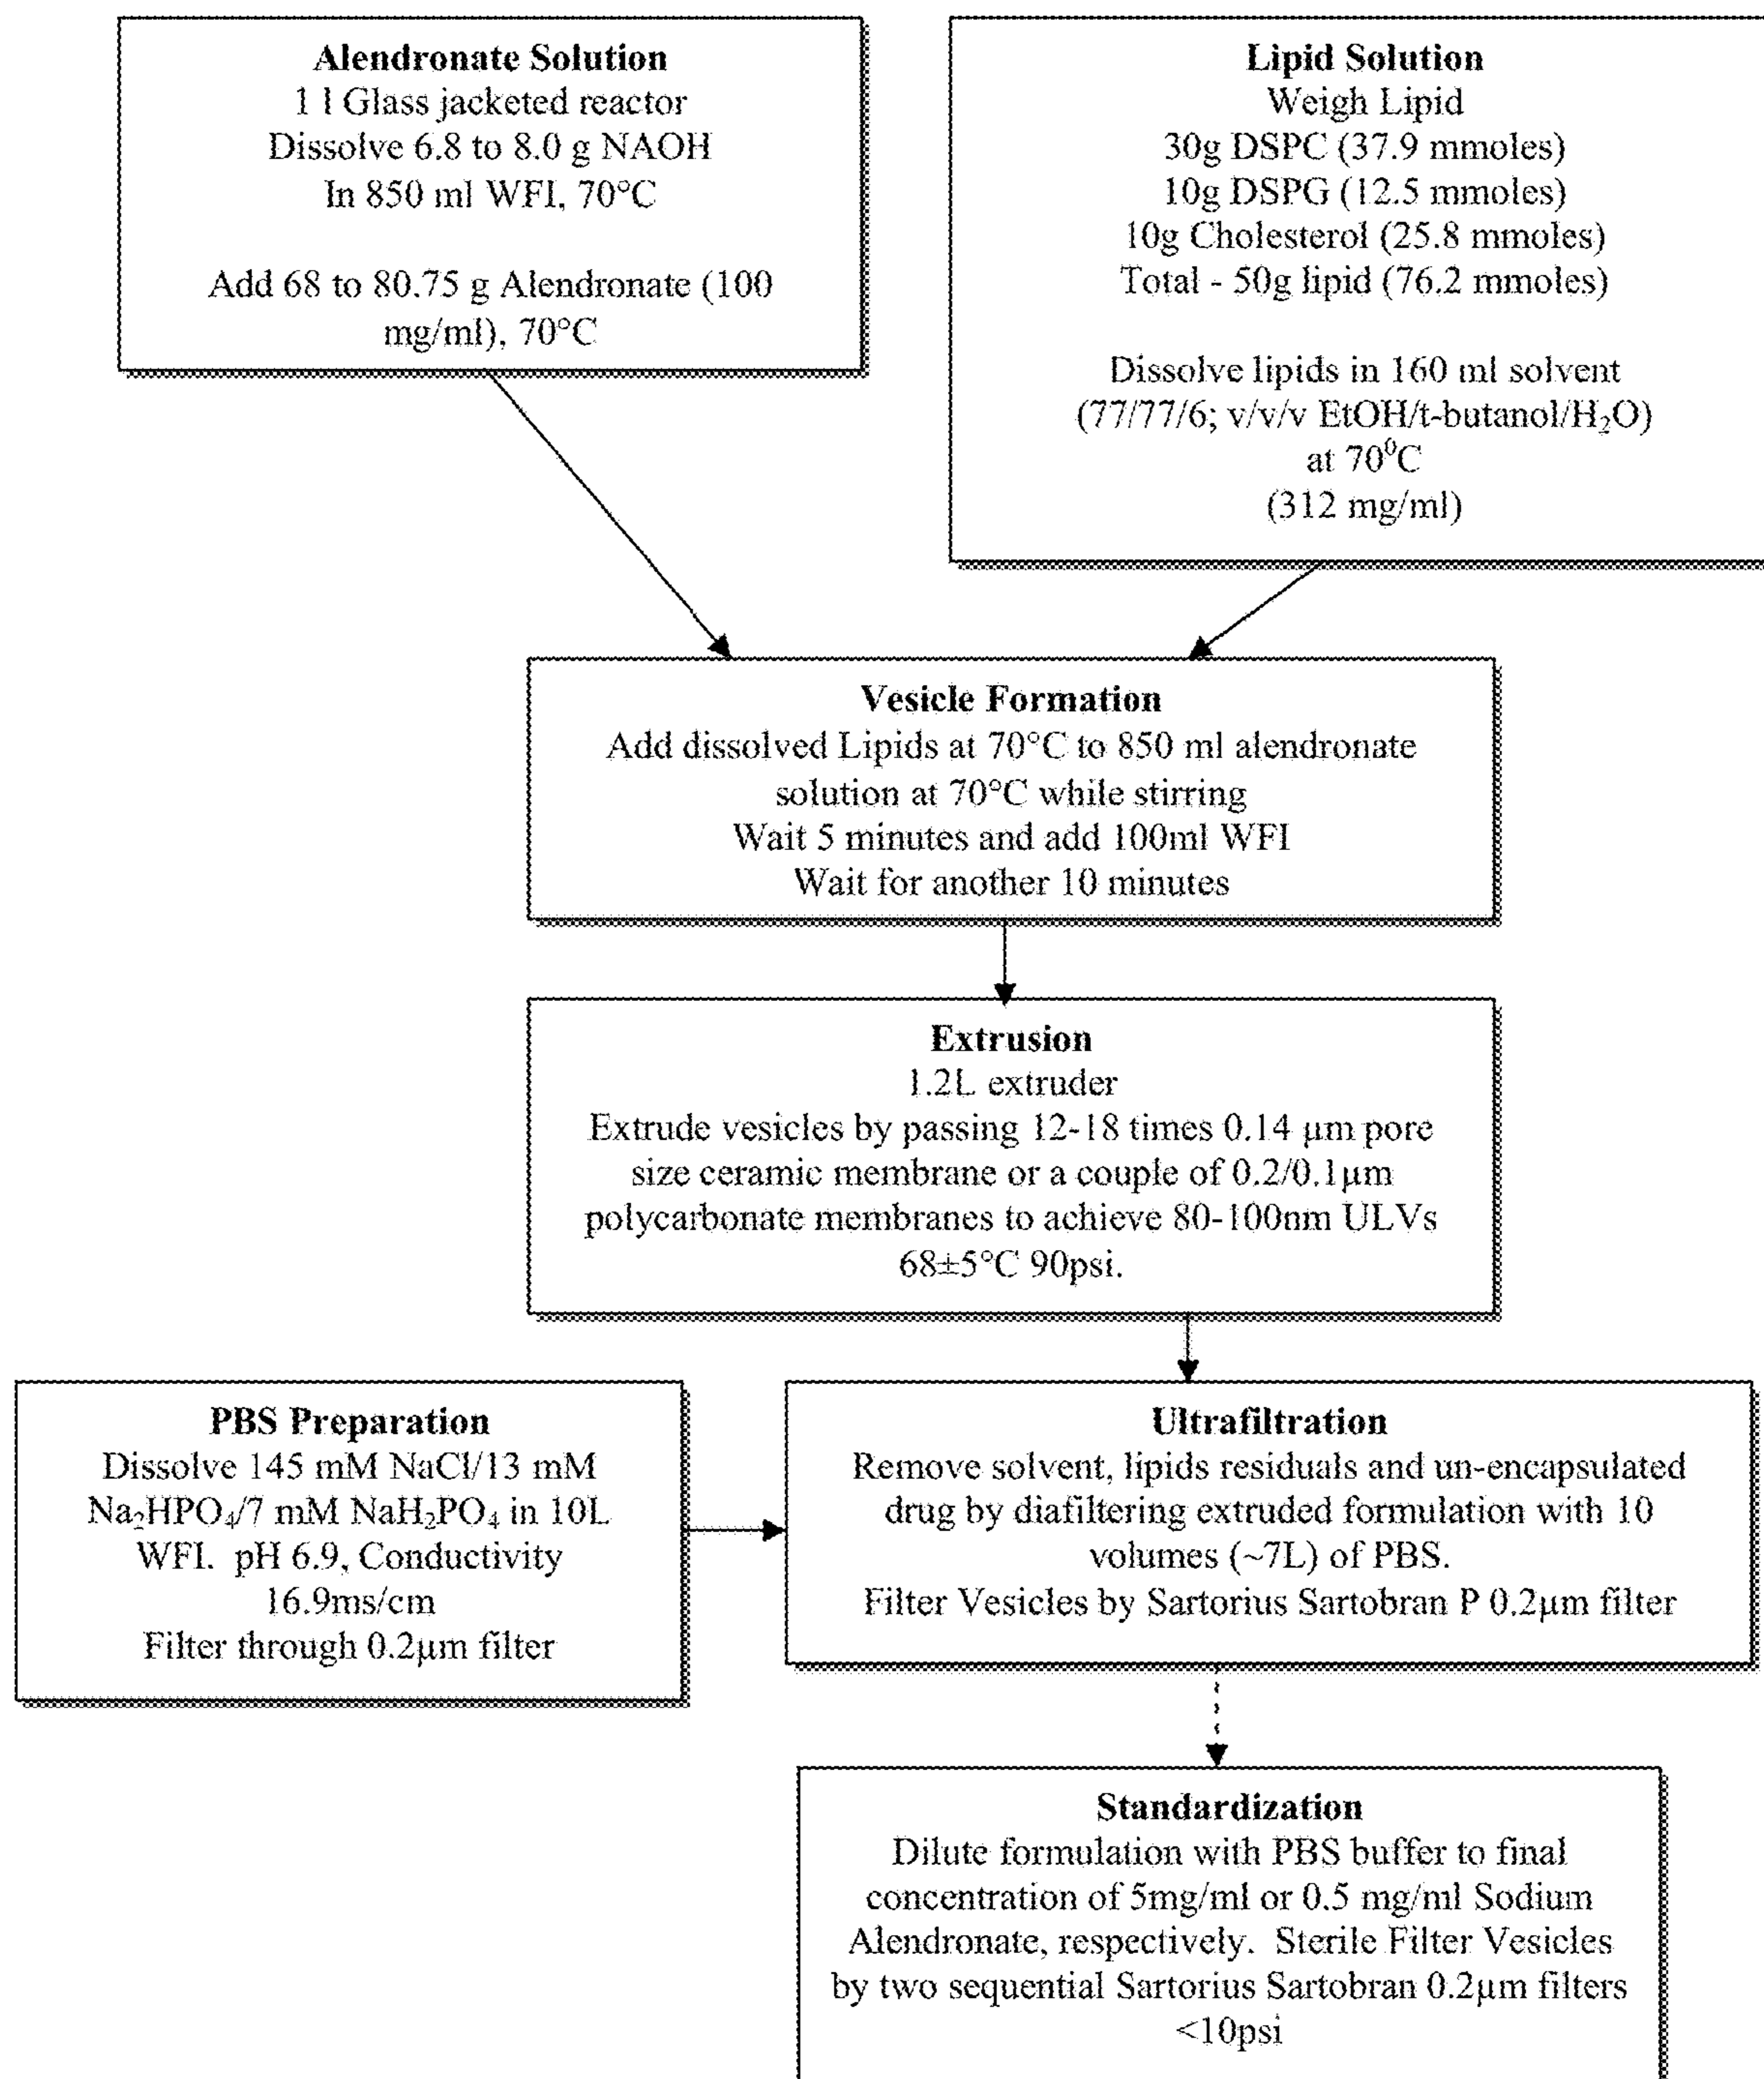 Alendronate Solution
1 l Glass jacketed reactor
Dissolve 6.8 to 8.0 g NAOH
In 850 ml WFI, 70°C
Add 68 to 80.75 g Alendronate (100
mg/ml), 70°C
Lipid Solution
Weigh Lipid
30g DSPC (37.9 mmoles)
10g DSPG (12.5 mmoles)
10g Cholesterol (25.8 mmoles)
Total - 50g lipid (76.2 mmoles)
Dissolve lipids in 160 ml solvent
(77/77/6; v/v/v EtOH/t-butanol/H₂O)
at 70⁰C
(312 mg/ml)
Vesicle Formation
Add dissolved Lipids at 70°C to 850 ml alendronate
solution at 70°C while stirring
Wait 5 minutes and add 100ml WFI
Wait for another 10 minutes
Extrusion
1.2L extruder
Extrude vesicles by passing 12-18 times 0.14 μm pore
size ceramic membrane or a couple of 0.2/0.1μm
polycarbonate membranes to achieve 80-100nm ULVs
68±5°C 90psi.
PBS Preparation
Dissolve 145 mM NaCl/13 mM
Na₂HPO₄/7 mM NaH₂PO₄ in 10L
WFI. pH 6.9, Conductivity
16.9ms/cm
Filter through 0.2μm filter
Ultrafiltration
Remove solvent, lipids residuals and un-encapsulated
drug by diafiltering extruded formulation with 10
volumes (~7L) of PBS.
Filter Vesicles by Sartorius Sartobran P 0.2μm filter
Standardization
Dilute formulation with PBS buffer to final
concentration of 5mg/ml or 0.5 mg/ml Sodium
Alendronate, respectively. Sterile Filter Vesicles
by two sequential Sartorius Sartobran 0.2μm filters
<10psi